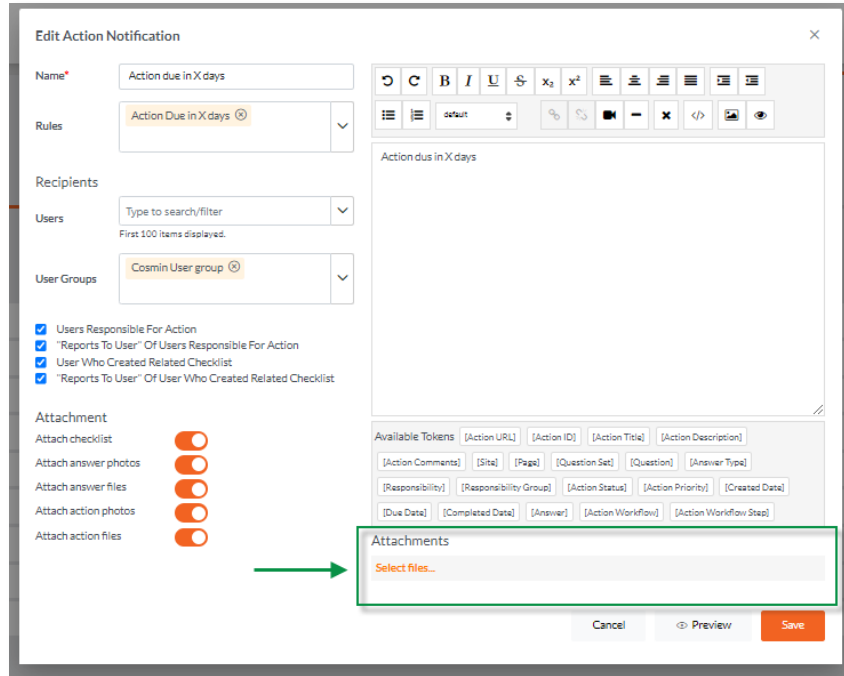 Edit Action Notification
Name*
Action due in X days
Rules
Action Due in X days
Recipients
Users
Type to search/filter
First 100 items displayed.
User Groups
Cosmin User group
Users Responsible For Action
"Reports To User" Of Users Responsible For Action
User Who Created Related Checklist
"Reports To User" Of User Who Created Related Checklist
Attachment
Attach checklist
Attach answer photos
Attach answer files
Attach action photos
Attach action files
B I U S x₂ x²
default
Action dus in X days
Available Tokens [Action URL] [Action ID] [Action Title] [Action Description]
[Action Comments] [Site] [Page] [Question Set] [Question] [Answer Type]
[Responsibility] [Responsibility Group] [Action Status] [Action Priority] [Created Date]
[Due Date] [Completed Date] [Answer] [Action Workflow] [Action Workflow Step]
Attachments
Select files...
Cancel Preview Save